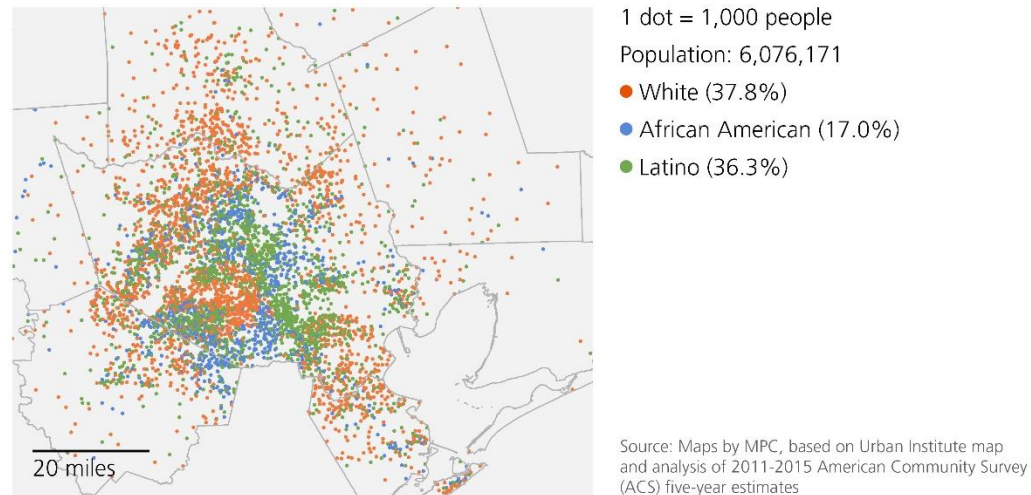 1 dot = 1,000 people
Population: 6,076,171
White (37.8%)
African American (17.0%)
Latino (36.3%)
20 miles
Source: Maps by MPC, based on Urban Institute map
and analysis of 2011-2015 American Community Survey
(ACS) five-year estimates